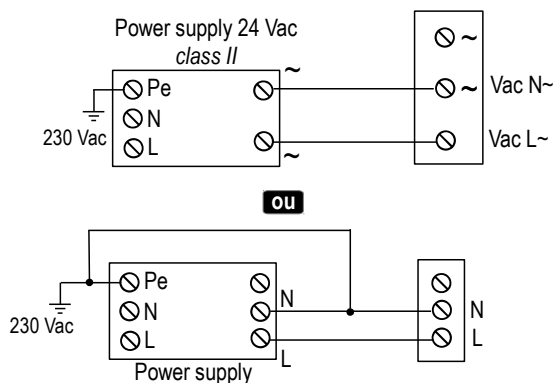 Power supply 24 Vac
class II
~
~
Pe
~
Vac N~
N
230 Vac
L
Vac L~
~
ou
Pe
N
N
N
230 Vac
L
L
L
Power supply